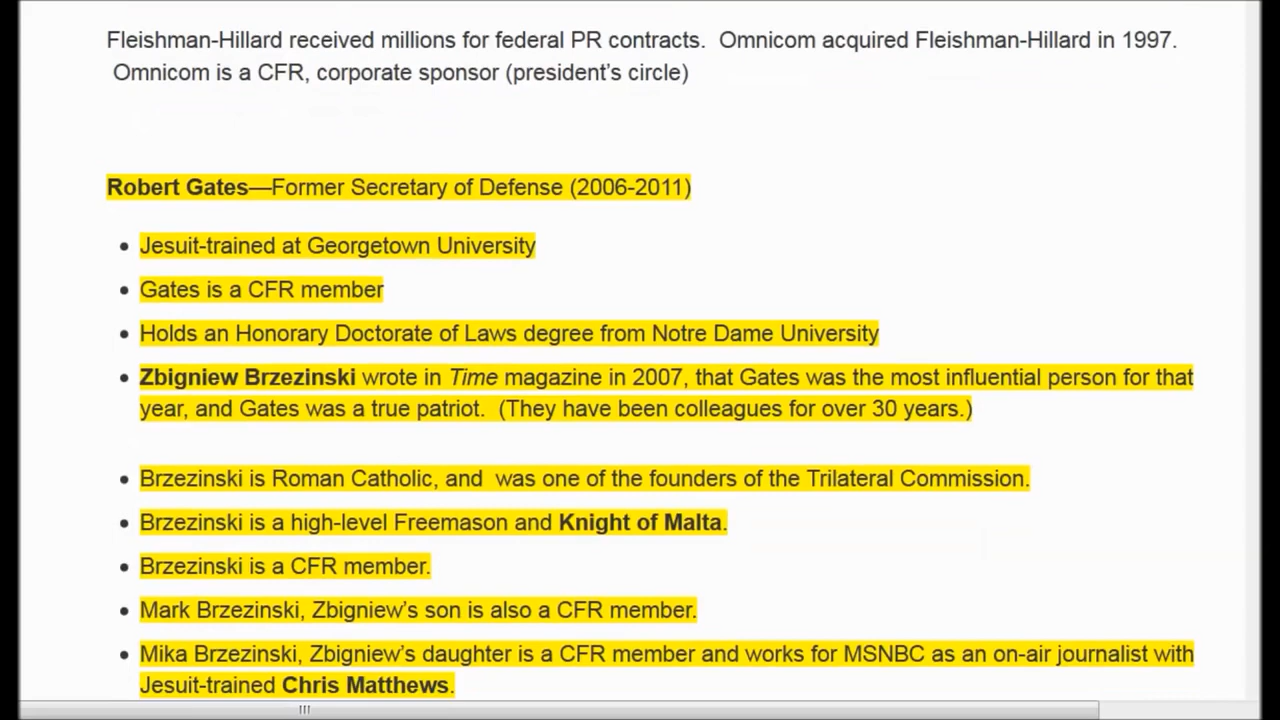 Fleishman-Hillard received millions for federal PR contracts.  Omnicom acquired Fleishman-Hillard in 1997.
Omnicom is a CFR, corporate sponsor (president's circle)
Robert Gates—Former Secretary of Defense (2006-2011)
• Jesuit-trained at Georgetown University
• Gates is a CFR member
• Holds an Honorary Doctorate of Laws degree from Notre Dame University
• Zbigniew Brzezinski wrote in Time magazine in 2007, that Gates was the most influential person for that
year, and Gates was a true patriot.  (They have been colleagues for over 30 years.)
• Brzezinski is Roman Catholic, and  was one of the founders of the Trilateral Commission.
• Brzezinski is a high-level Freemason and Knight of Malta.
• Brzezinski is a CFR member.
• Mark Brzezinski, Zbigniew's son is also a CFR member.
• Mika Brzezinski, Zbigniew's daughter is a CFR member and works for MSNBC as an on-air journalist with
Jesuit-trained Chris Matthews.